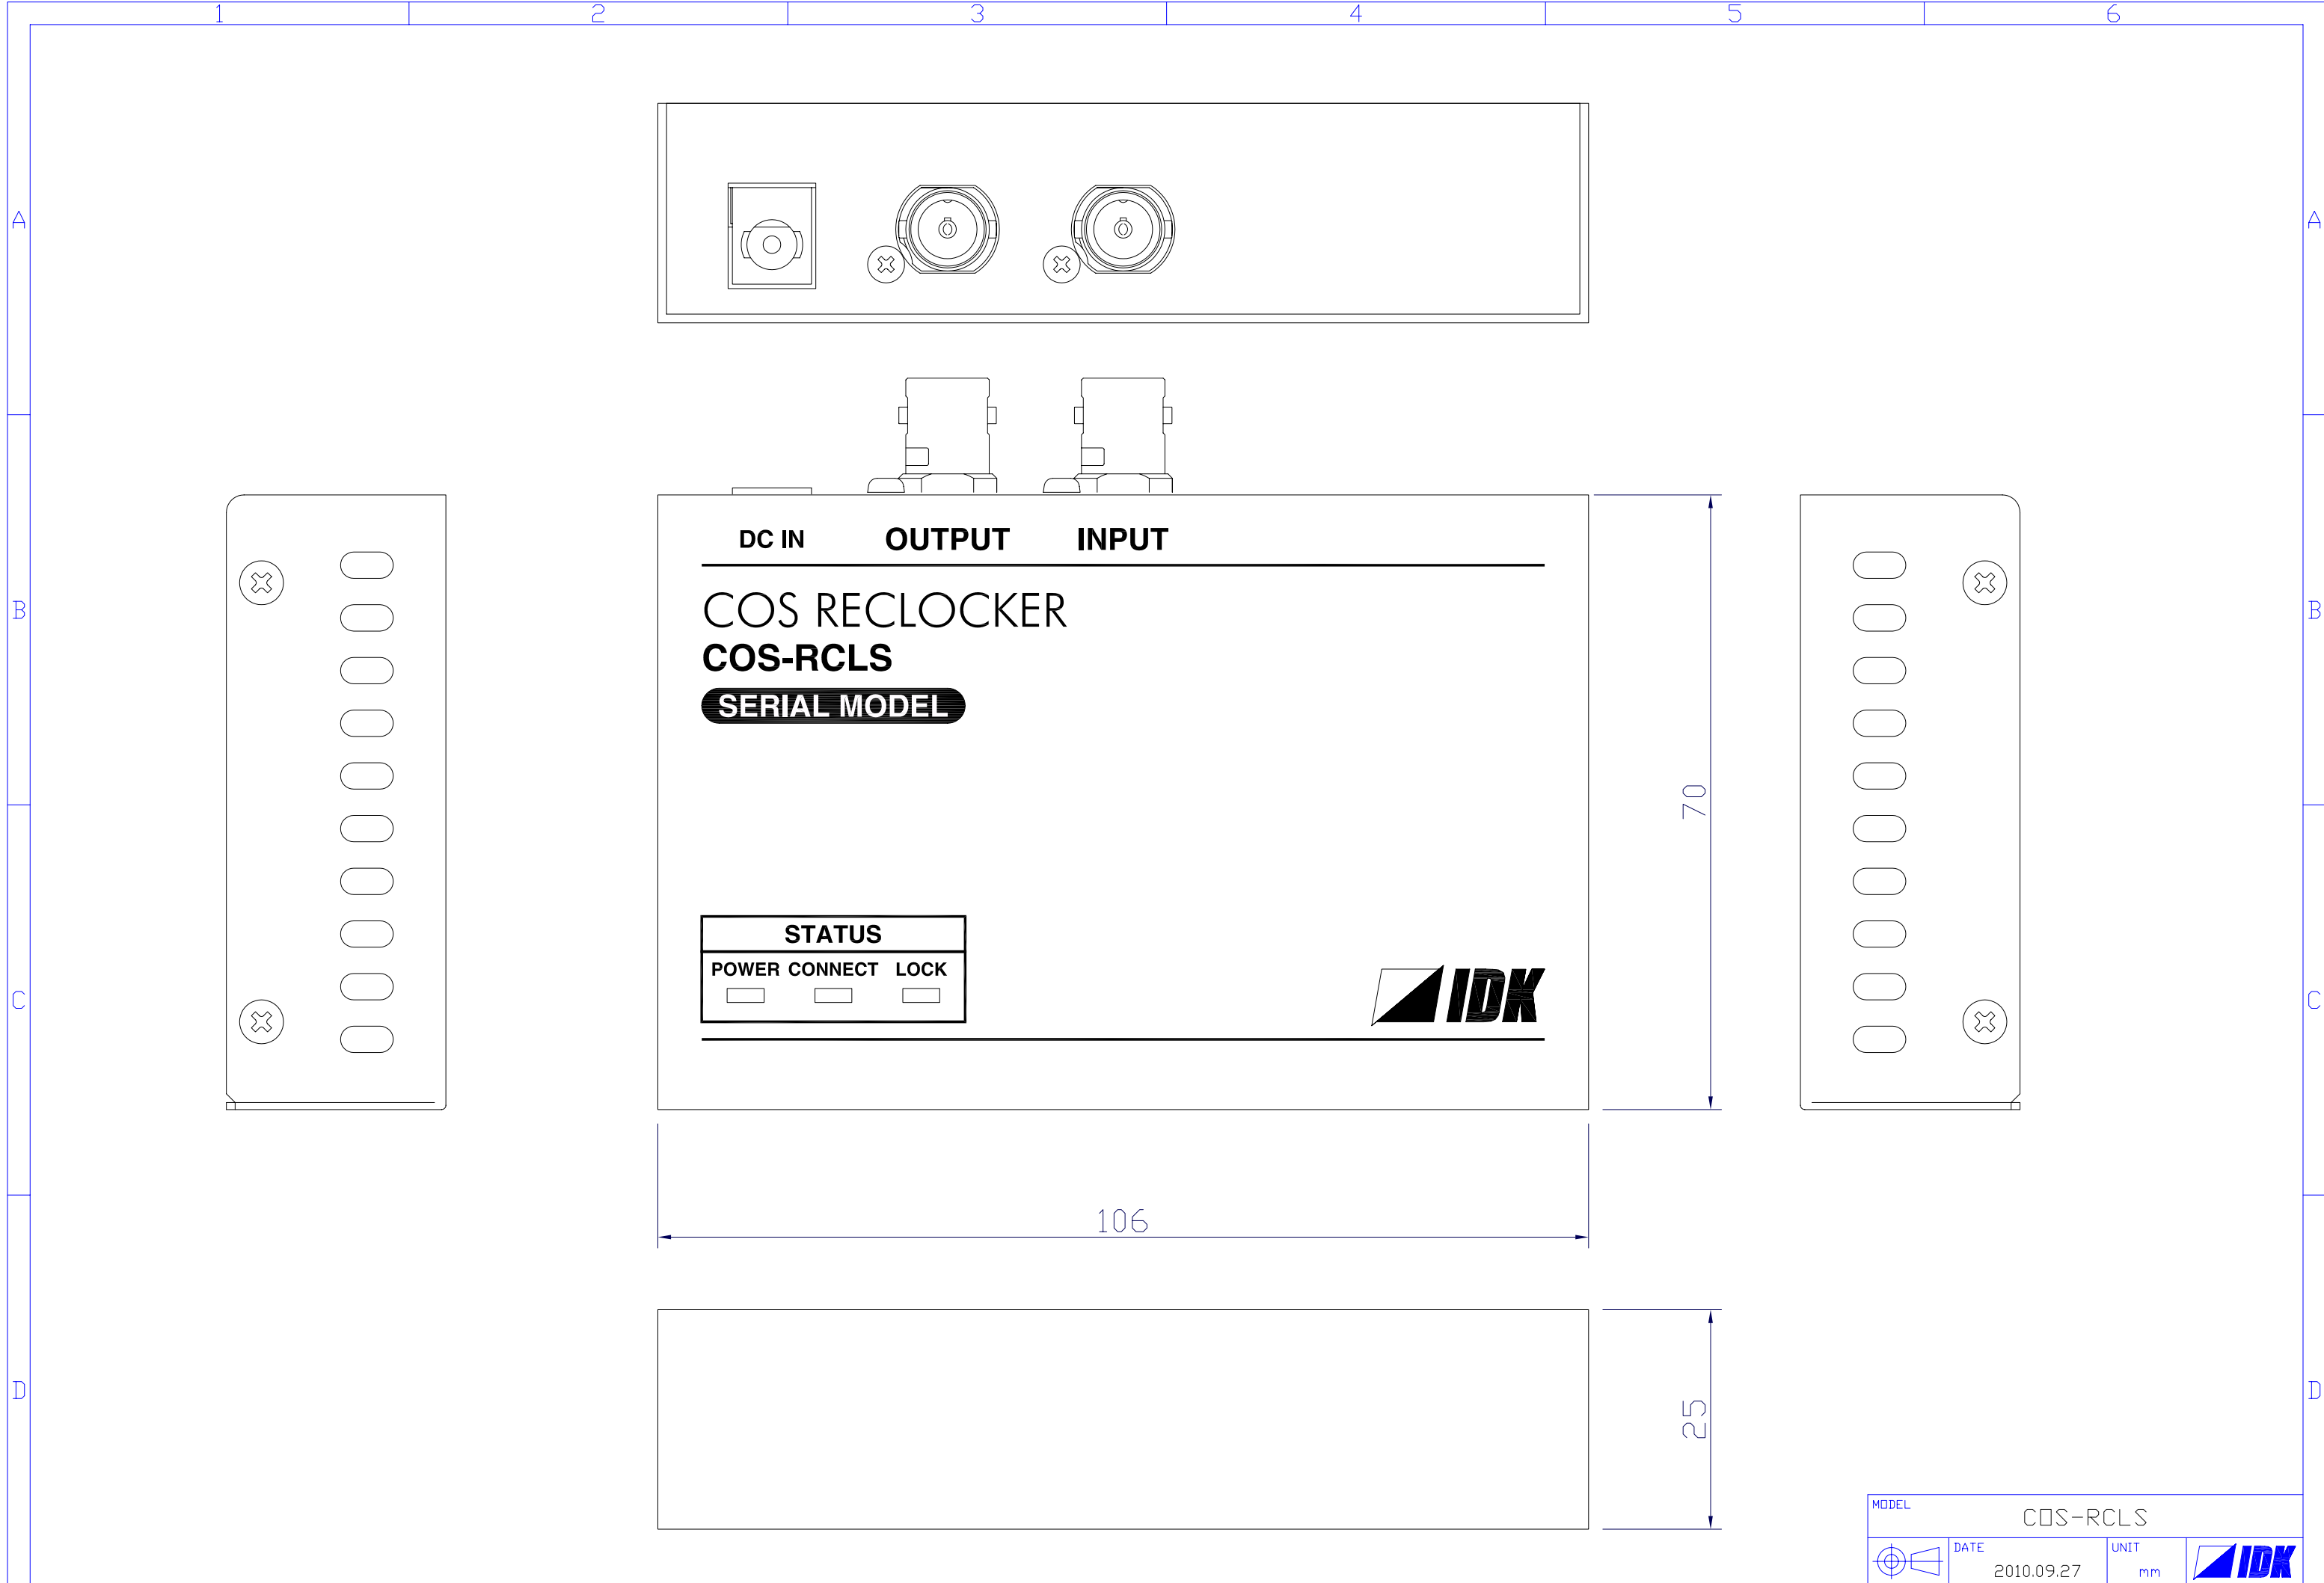 1 2 3 4 5 6
A A
DC IN OUTPUT INPUT
COS RECLOCKER
B B
COS-RCLS
SERIAL MODEL
70
STATUS
POWER CONNECT LOCK
IDK
C C
106
D D
25
MODEL
COS-RCLS
DATE
2010.09.27
UNIT
mm
IDK